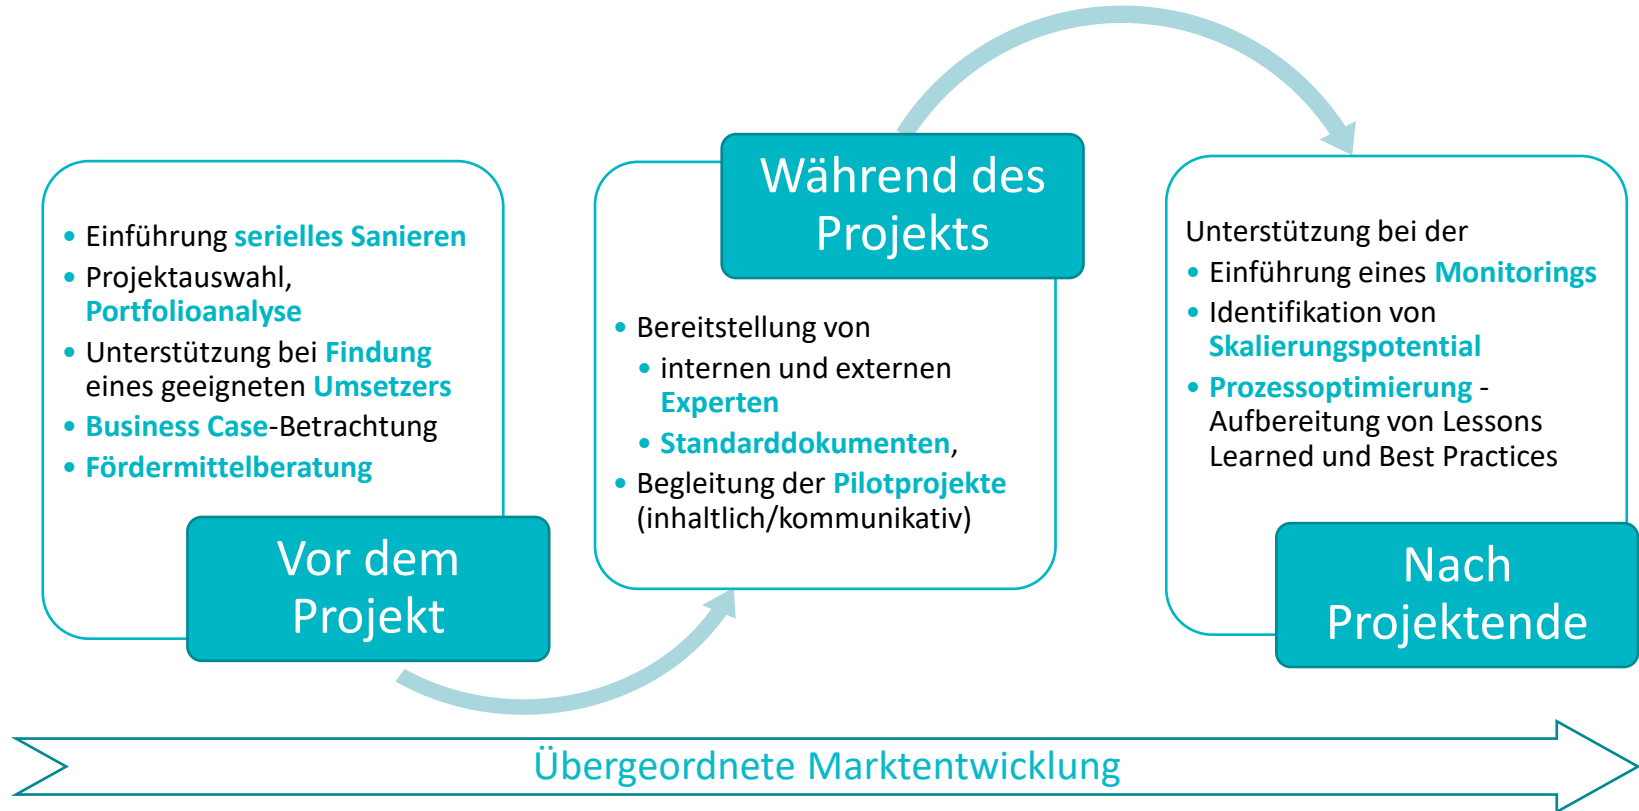 • Einführung serielles Sanieren
• Projektauswahl,
Portfolioanalyse
• Unterstützung bei Findung
eines geeigneten Umsetzers
• Business Case-Betrachtung
• Fördermittelberatung
Vor dem
Projekt
Während des
Projekts
• Bereitstellung von
• internen und externen
Experten
• Standarddokumenten,
• Begleitung der Pilotprojekte
(inhaltlich/kommunikativ)
Unterstützung bei der
• Einführung eines Monitorings
• Identifikation von
Skalierungspotential
• Prozessoptimierung -
Aufbereitung von Lessons
Learned und Best Practices
Nach
Projektende
Übergeordnete Marktentwicklung